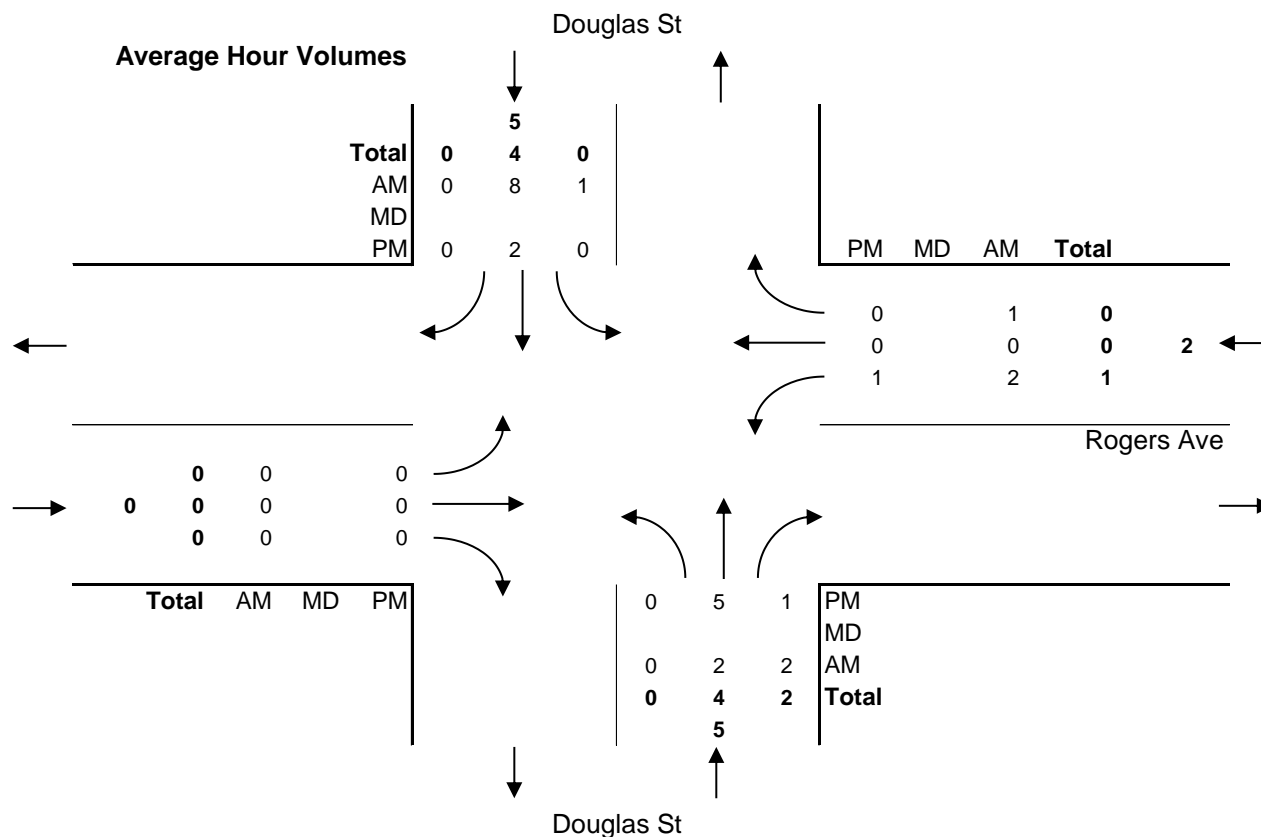 Douglas St
Average Hour Volumes
5
Total 0 4 0
AM 0 8 1
MD
PM 0 2 0
PM MD AM Total
0 1 0
0 0 0 2
1 2 1
Rogers Ave
0 0 0
0 0 0 0
0 0 0
Total AM MD PM
0 5 1 PM
MD
0 2 2 AM
0 4 2 Total
5
Douglas St